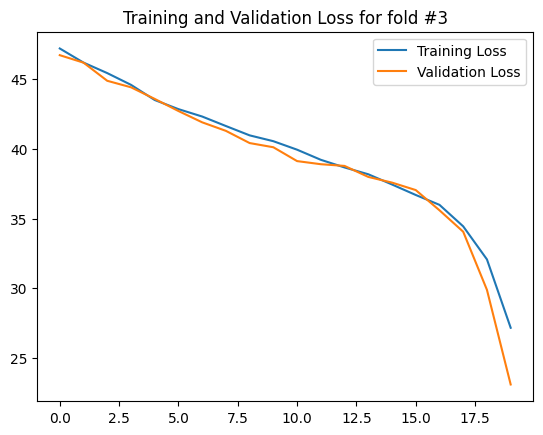 Training and Validation Loss for fold #3
Training Loss
Validation Loss
45
40
35
30
25
0.0 2.5 5.0 7.5 10.0 12.5 15.0 17.5